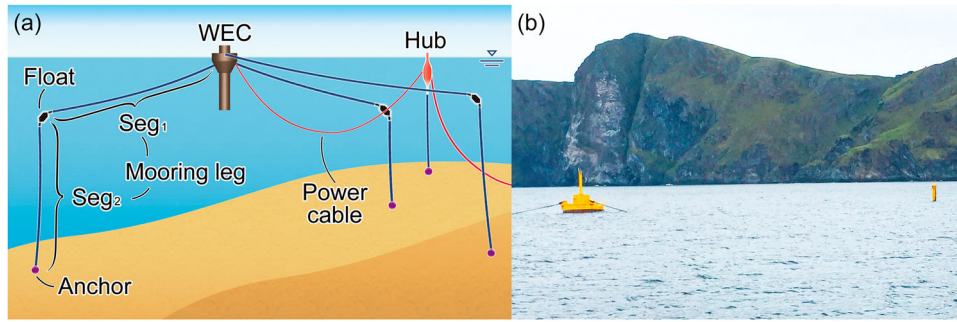 (a)
WEC
Hub
Float
Seg₁
Mooring leg
Seg₂
Power
cable
Anchor
(b)